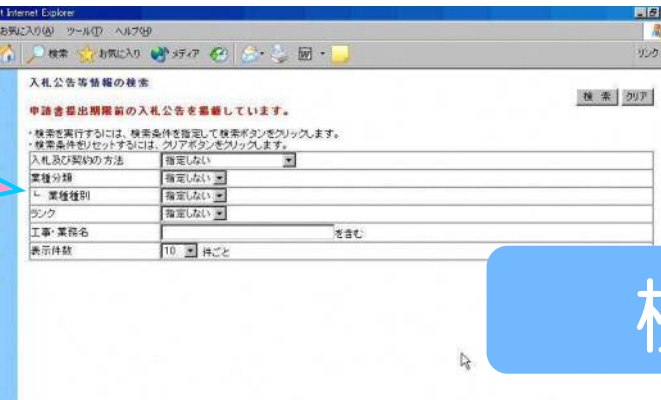 t Internet Explorer
お気に入り(A) ツール(T) ヘルプ(H)
検索 お気に入り メディア
リンク
入札公告等情報の検索
検 索 クリア
申請書提出期限前の入札公告を掲載しています。
・検索を実行するには、検索条件を指定して検索ボタンをクリックします。
・検索条件をリセットするには、クリアボタンをクリックします。
入札及び契約の方法 指定しない
業種分類 指定しない
└ 業種種別 指定しない
ランク 指定しない
工事・業務名 を含む
表示件数 10 件ごと